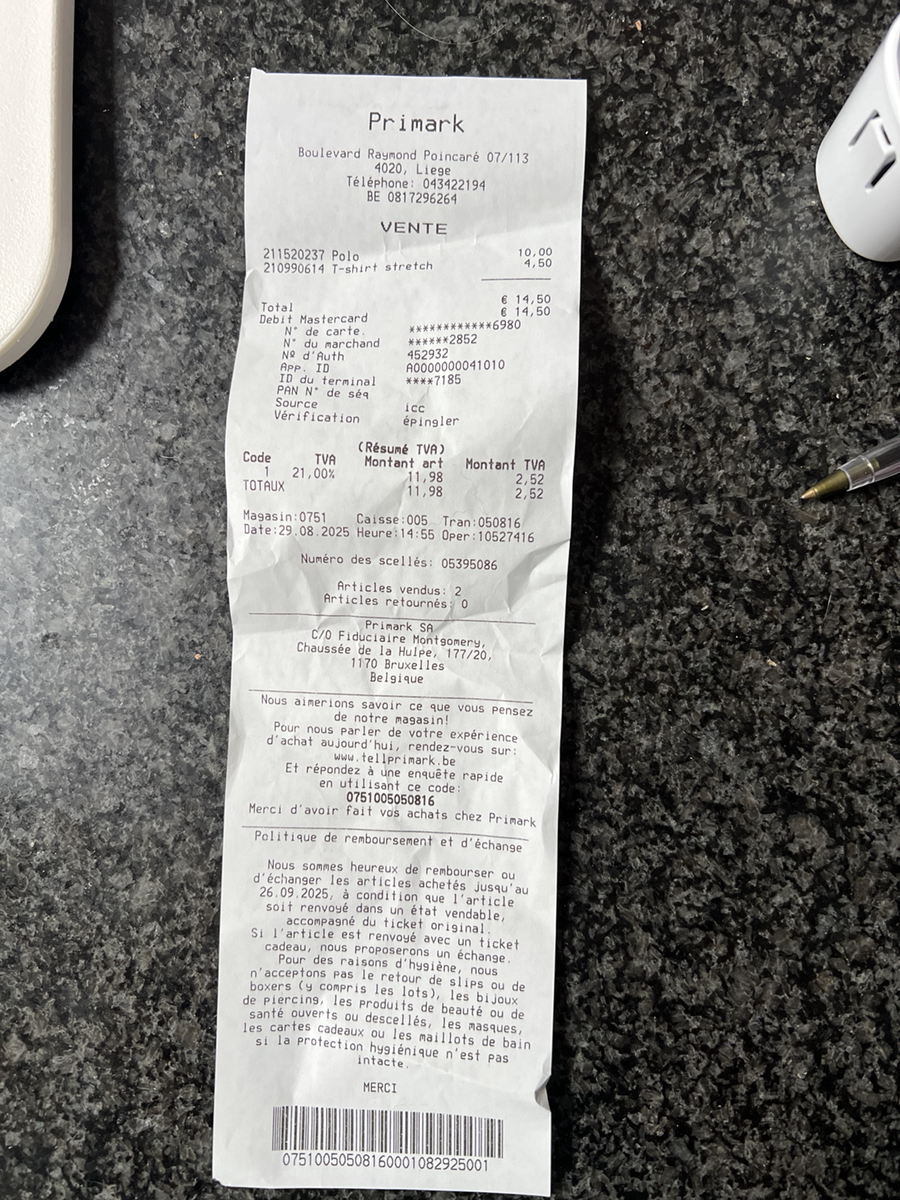 Primark
Boulevard Raymond Poincaré 07/113
4020, Liege
Téléphone: 043422194
BE 0817296264
VENTE
211520237 Polo 10,00
210990614 T-shirt stretch 4,50
Total € 14,50
Debit Mastercard € 14,50
N° de carte. ************6980
N° du marchand ******2852
Nº d'Auth 452932
App. ID A0000000041010
ID du terminal ****7185
PAN N° de séq
Source icc
Vérification épingler
(Résumé TVA)
Code TVA Montant art Montant TVA
1 21,00% 11,98 2,52
TOTAUX 11,98 2,52
Magasin:0751 Caisse:005 Tran:050816
Date:29.08.2025 Heure:14:55 Oper:10527416
Numéro des scellés: 05395086
Articles vendus: 2
Articles retournés: 0
Primark SA
C/O Fiduciaire Montgomery,
Chaussée de la Hulpe, 177/20,
1170 Bruxelles
Belgique
Nous aimerions savoir ce que vous pensez
de notre magasin!
Pour nous parler de votre expérience
d'achat aujourd'hui, rendez-vous sur:
www.tellprimark.be
Et répondez à une enquête rapide
en utilisant ce code:
0751005050816
Merci d'avoir fait vos achats chez Primark
Politique de remboursement et d'échange
Nous sommes heureux de rembourser ou
d'échanger les articles achetés jusqu'au
26.09.2025, à condition que l'article
soit renvoyé dans un état vendable,
accompagné du ticket original.
Si l'article est renvoyé avec un ticket
cadeau, nous proposerons un échange.
Pour des raisons d'hygiène, nous
n'acceptons pas le retour de slips ou de
boxers (y compris les lots), les bijoux
de piercing, les produits de beauté ou de
santé ouverts ou descellés, les masques,
les cartes cadeaux ou les maillots de bain
si la protection hygiénique n'est pas
intacte.
MERCI
07510050508160001082925001